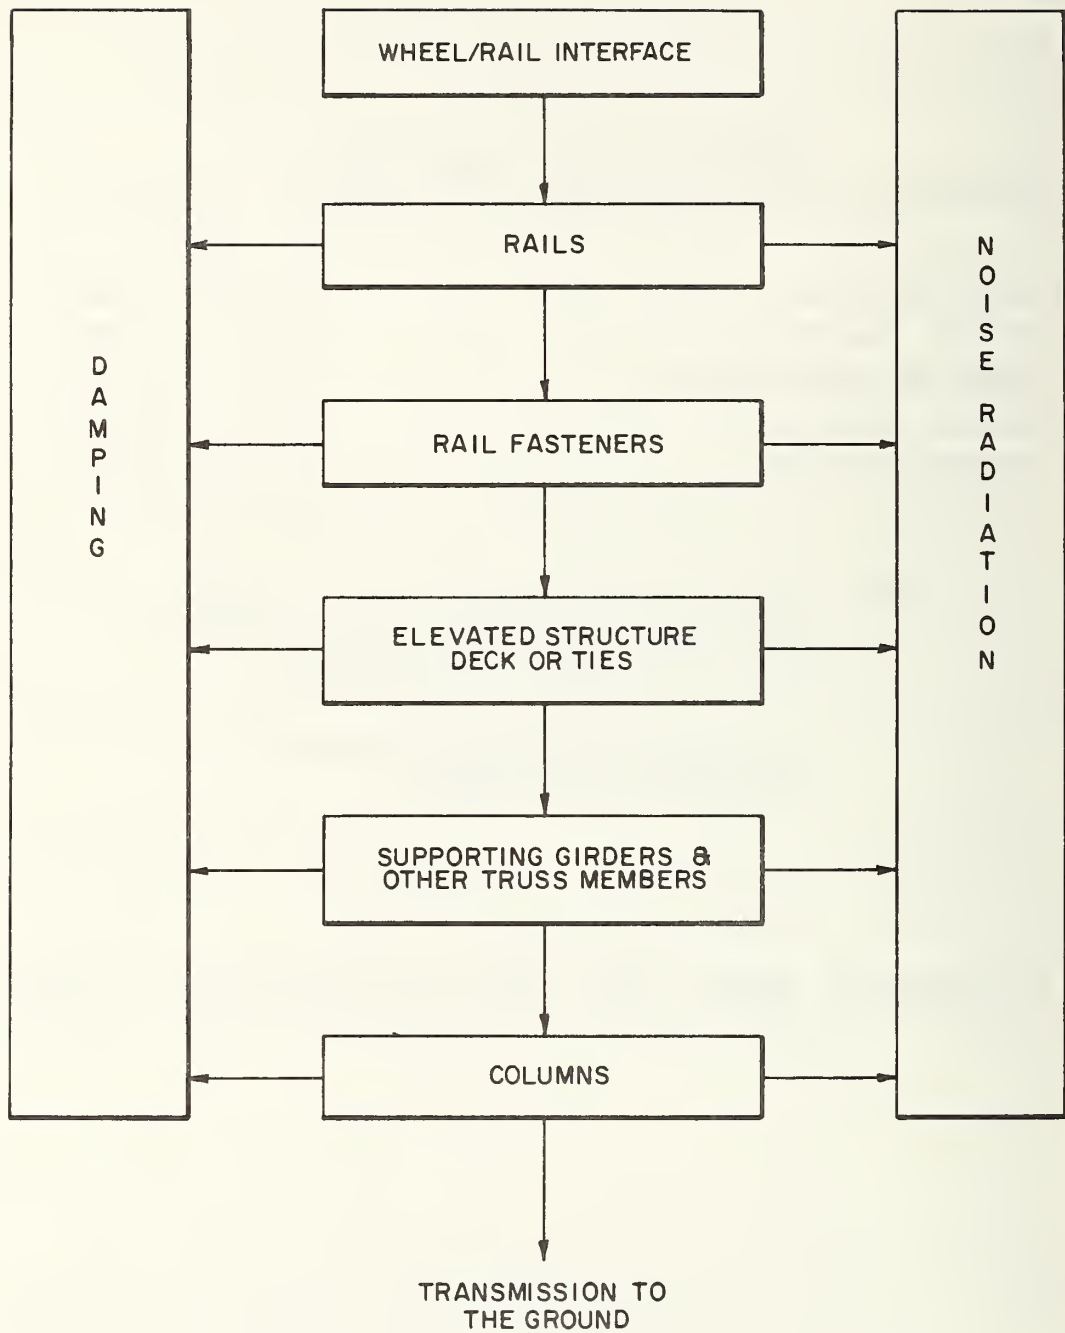 WHEEL/RAIL INTERFACE
RAILS
RAIL FASTENERS
ELEVATED STRUCTURE
DECK OR TIES
SUPPORTING GIRDERS &
OTHER TRUSS MEMBERS
COLUMNS
TRANSMISSION TO
THE GROUND
DAMPING
NOISE RADIATION